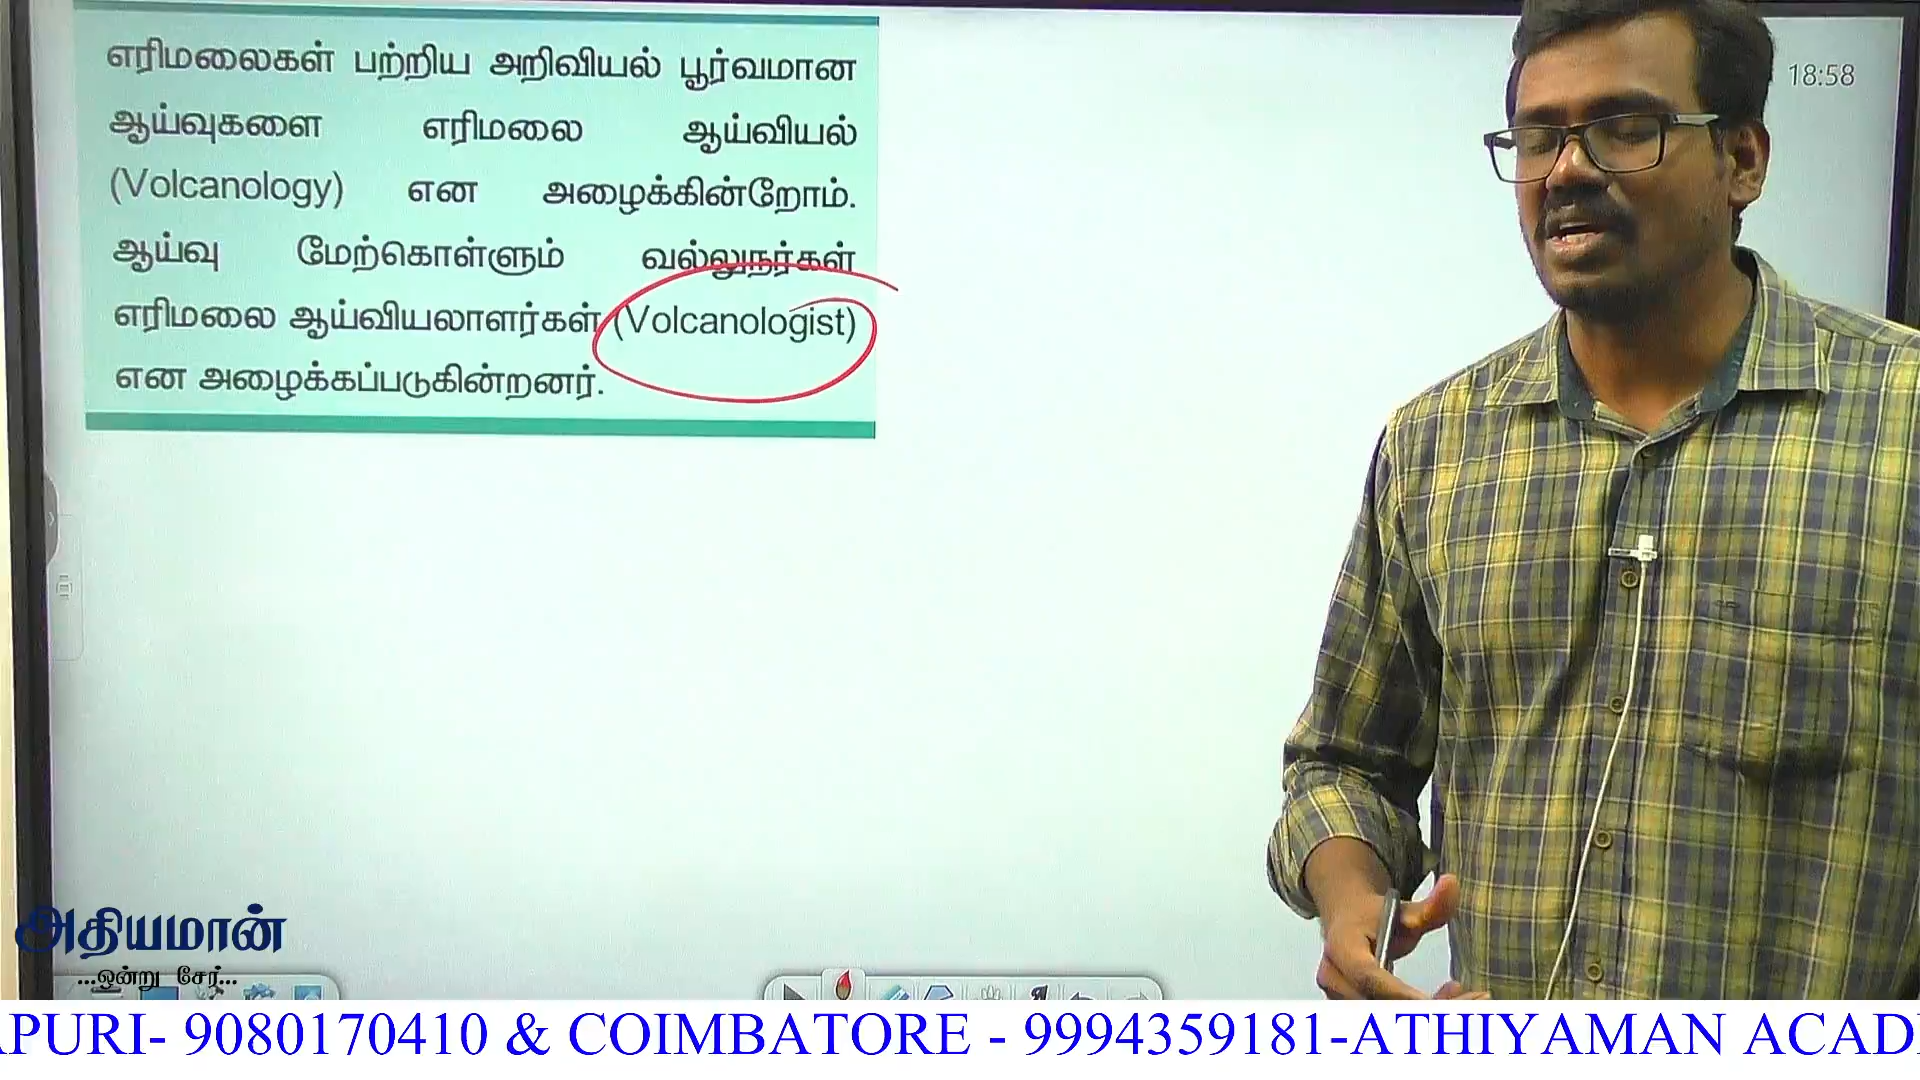 எரிமலைகள் பற்றிய அறிவியல் பூர்வமான
ஆய்வுகளை எரிமலை ஆய்வியல்
(Volcanology) என அழைக்கின்றோம்.
ஆய்வு மேற்கொள்ளும் வல்லுநர்கள்
எரிமலை ஆய்வியலாளர்கள் (Volcanologist)
என அழைக்கப்படுகின்றனர்.
18:58
அதியமான்
...ஒன்று சேர்...
APURI- 9080170410 & COIMBATORE - 9994359181-ATHIYAMAN ACAD